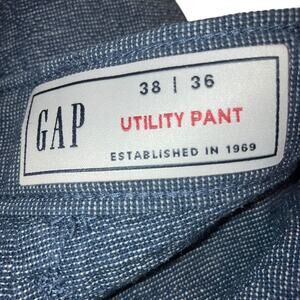 GAP
38 | 36
UTILITY PANT
ESTABLISHED IN 1969